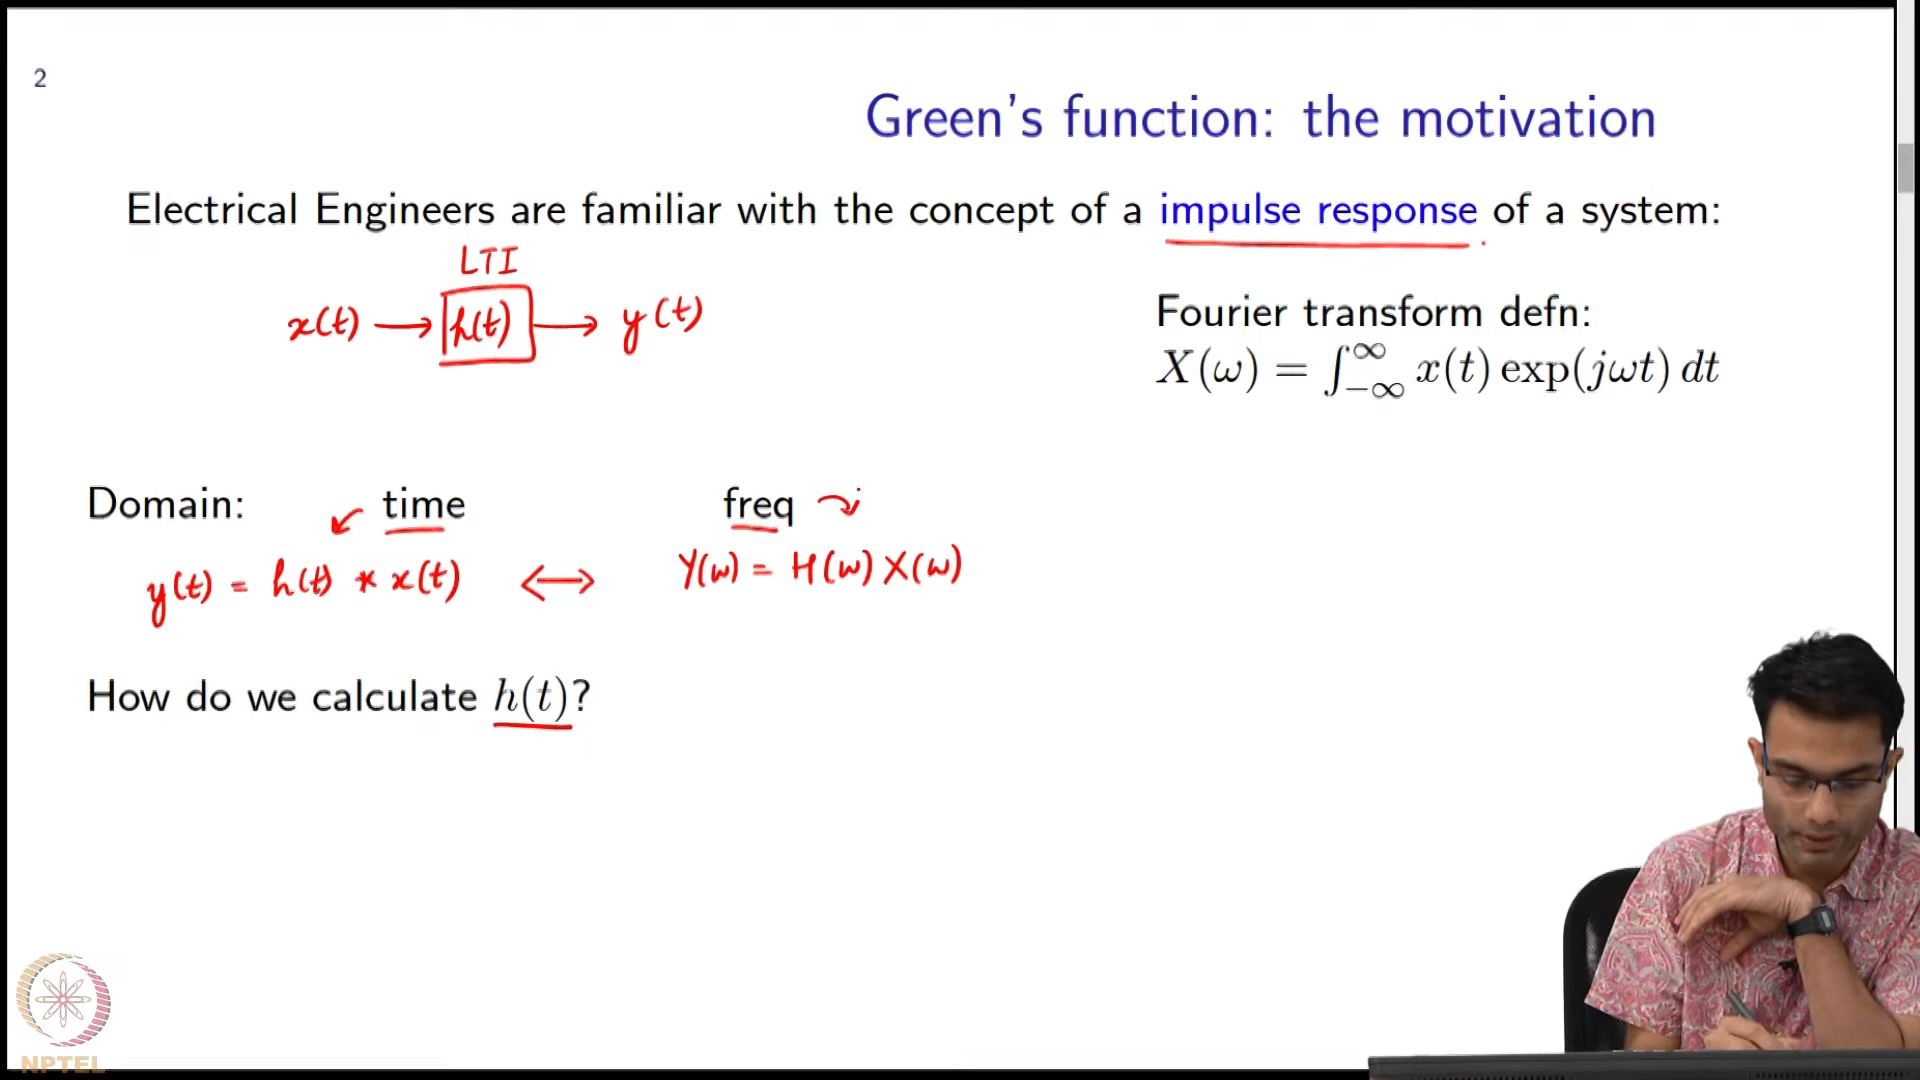 2
Green's function: the motivation
Electrical Engineers are familiar with the concept of a impulse response of a system:
LTI
x(t) → h(t) → y(t)
Fourier transform defn:
X(ω) = ∫_{-∞}^{∞} x(t) exp(jωt) dt
Domain: time freq
y(t) = h(t) * x(t) ⟷ Y(ω) = H(ω) X(ω)
How do we calculate h(t)?
NPTEL